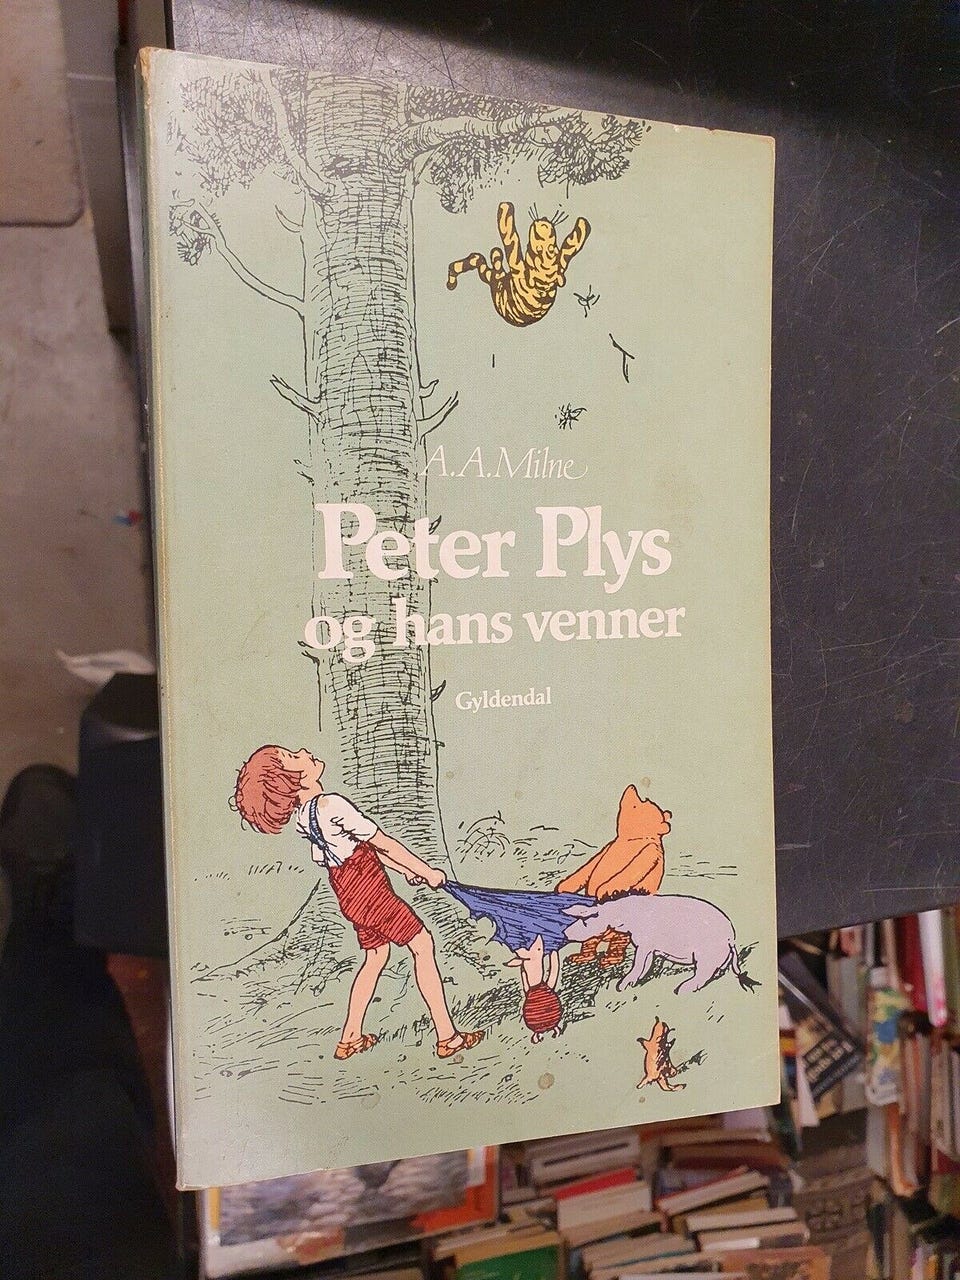 A.A.Milne
Peter Plys
og hans venner
Gyldendal